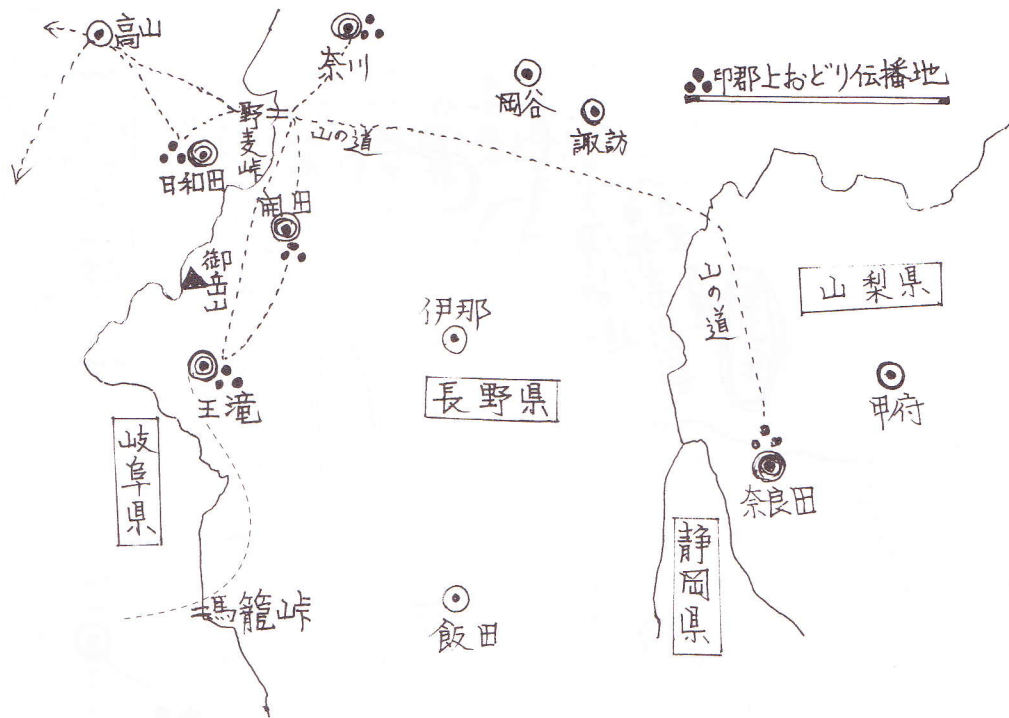 高山
奈川
岡谷
諏訪
印郡上おどり伝播地
野麦峠
山の道
日和田
開田
御岳山
山の道
山梨県
伊那
王滝
長野県
甲府
岐阜県
奈良田
静岡県
馬籠峠
飯田